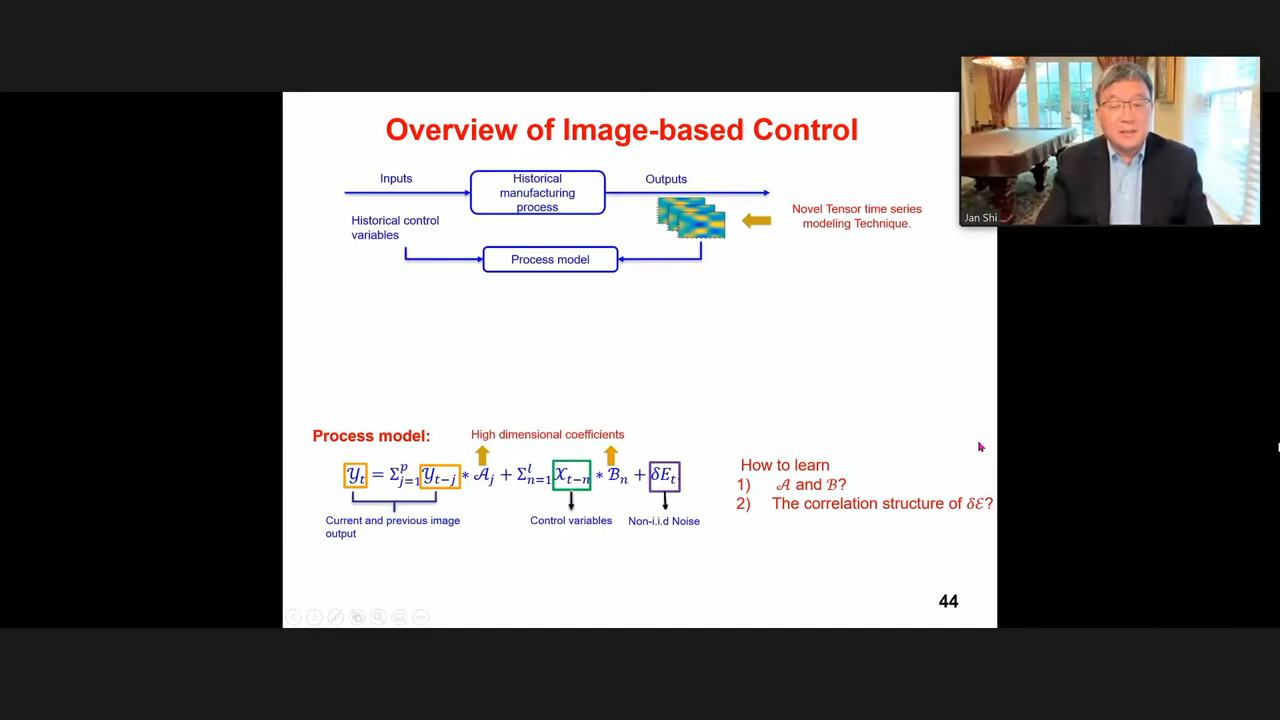 Overview of Image-based Control
Inputs
Historical
manufacturing
process
Outputs
Historical control
variables
Process model
Novel Tensor time series
modeling Technique.
Jan Shi
Process model:
High dimensional coefficients
𝒴ₜ = Σᵖⱼ₌₁ 𝒴ₜ₋ⱼ ∗ 𝒜ⱼ + Σˡₙ₌₁ 𝒳ₜ₋ₙ ∗ ℬₙ + δEₜ
Current and previous image
output
Control variables
Non-i.i.d Noise
How to learn
1) 𝒜 and ℬ?
2) The correlation structure of δℰ?
44